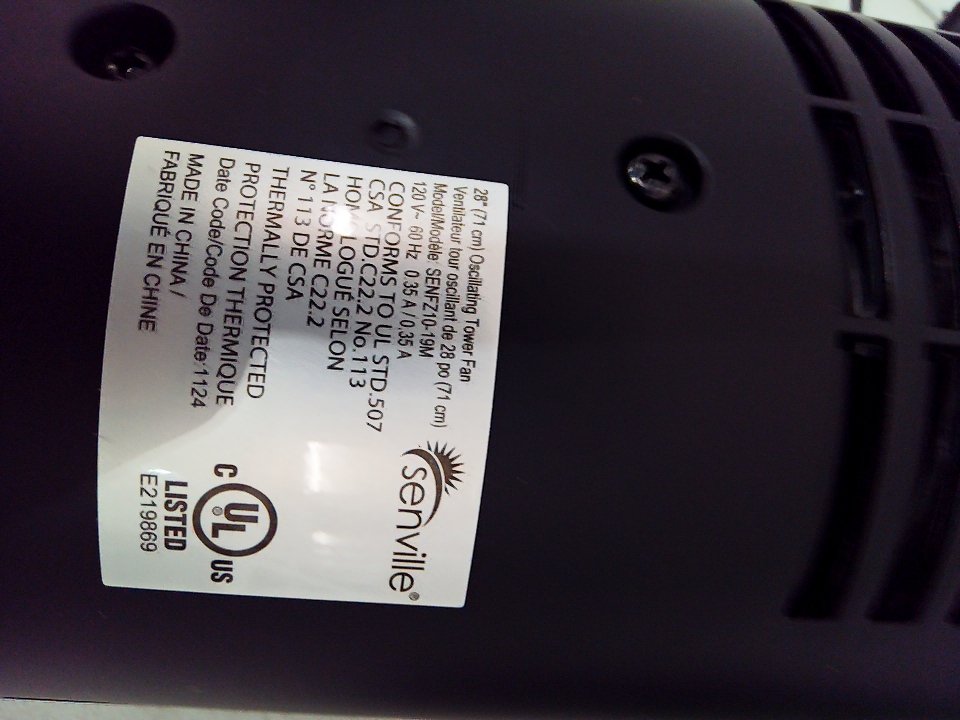 28" (71 cm) Oscillating Tower Fan
Ventilateur tour oscillant de 28 po (71 cm)
Model/Modèle: SENFZ10-19M
120 V~ 60 Hz 0.35 A / 0,35 A
CONFORMS TO UL STD.507
CSA STD.C22.2 No.113
HOMOLOGUÉ SELON
LA NORME C22.2
N° 113 DE CSA
THERMALLY PROTECTED
PROTECTION THERMIQUE
Date Code/Code De Date:1124
MADE IN CHINA /
FABRIQUÉ EN CHINE
senville®
C UL® US
LISTED
E219869